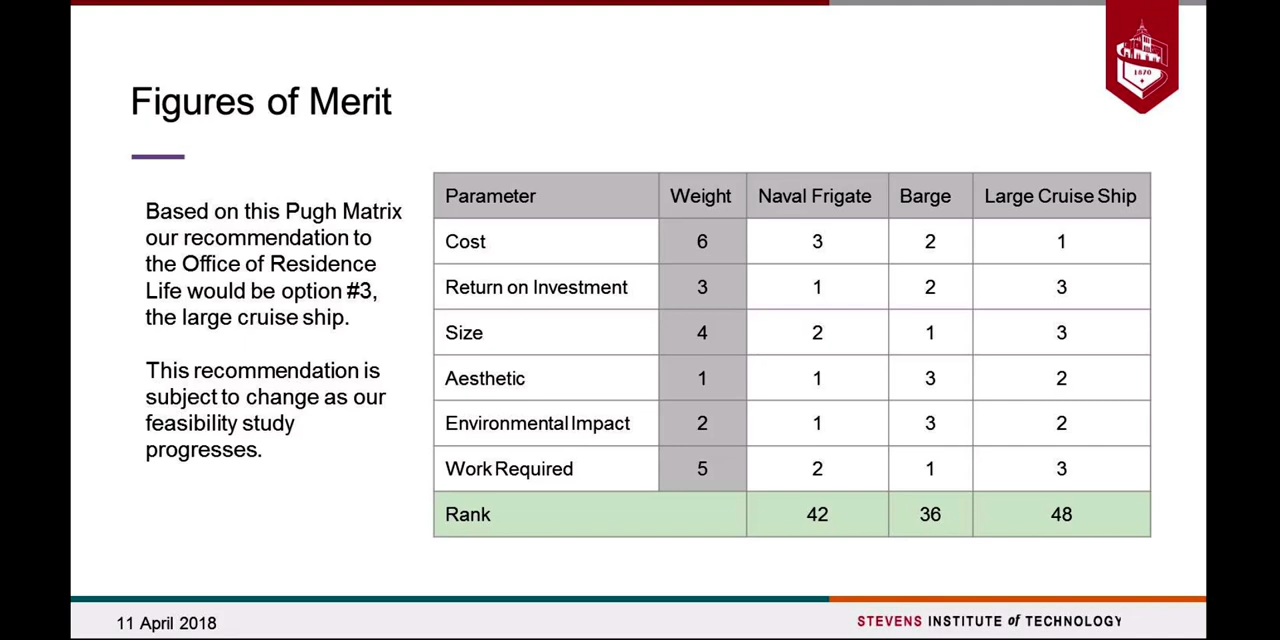 1870
Figures of Merit
Based on this Pugh Matrix
our recommendation to
the Office of Residence
Life would be option #3,
the large cruise ship.
This recommendation is
subject to change as our
feasibility study
progresses.
Parameter Weight Naval Frigate Barge Large Cruise Ship
Cost 6 3 2 1
Return on Investment 3 1 2 3
Size 4 2 1 3
Aesthetic 1 1 3 2
Environmental Impact 2 1 3 2
Work Required 5 2 1 3
Rank 42 36 48
11 April 2018
STEVENS INSTITUTE of TECHNOLOGY